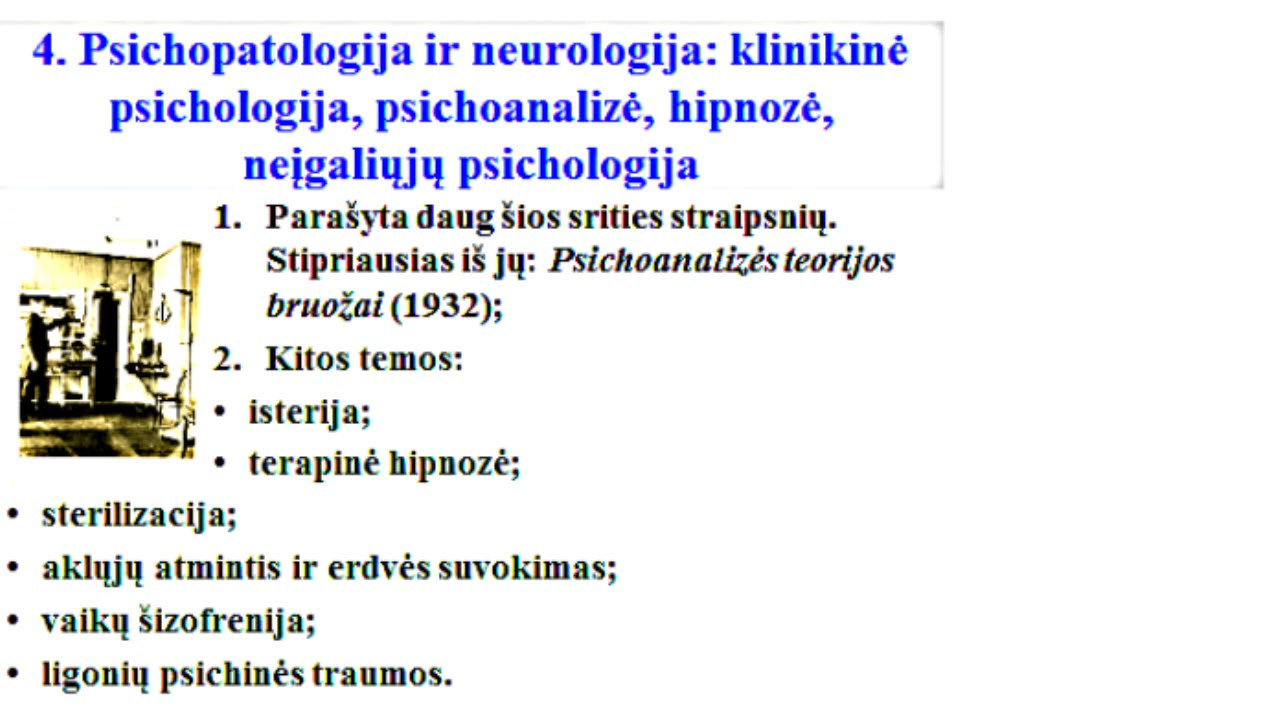 4. Psichopatologija ir neurologija: klinikinė
psichologija, psichoanalizė, hipnozė,
neįgaliųjų psichologija
1. Parašyta daug šios srities straipsnių.
Stipriausias iš jų: Psichoanalizės teorijos
bruožai (1932);
2. Kitos temos:
• isterija;
• terapinė hipnozė;
• sterilizacija;
• aklųjų atmintis ir erdvės suvokimas;
• vaikų šizofrenija;
• ligonių psichinės traumos.